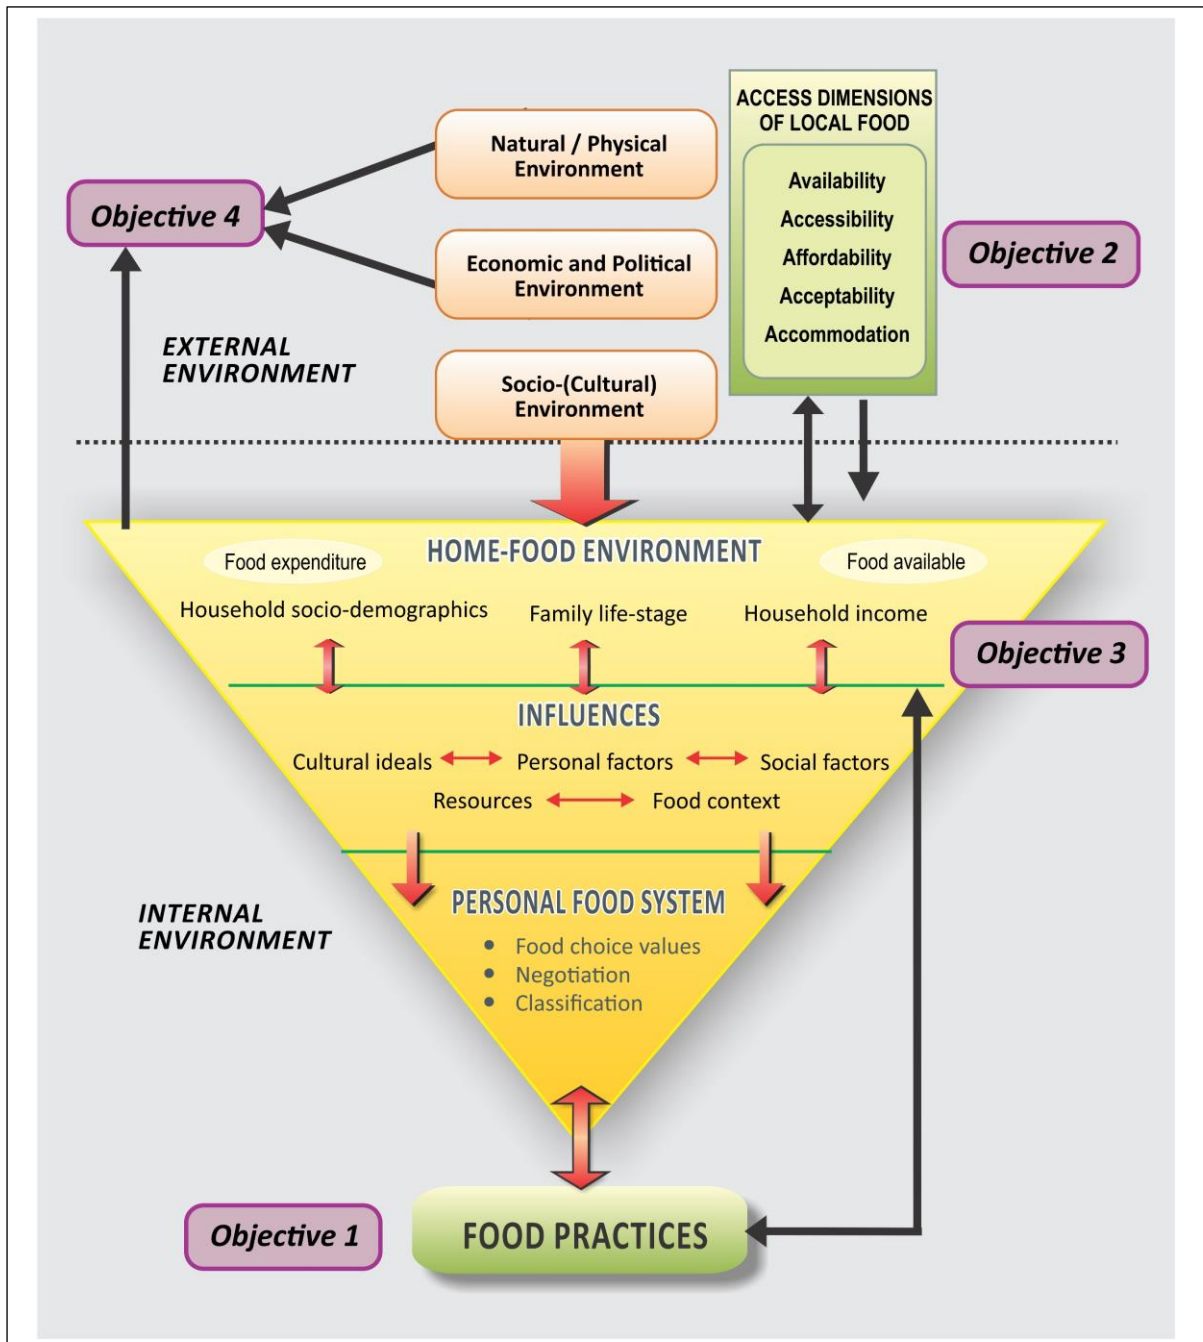 ACCESS DIMENSIONS
OF LOCAL FOOD
Availability
Accessibility
Affordability
Acceptability
Accommodation
Natural / Physical
Environment
Objective 4
Economic and Political
Environment
Objective 2
EXTERNAL
ENVIRONMENT
Socio-(Cultural)
Environment
HOME-FOOD ENVIRONMENT
Food expenditure
Food available
Household socio-demographics
Family life-stage
Household income
Objective 3
INFLUENCES
Cultural ideals
Personal factors
Social factors
Resources
Food context
INTERNAL
ENVIRONMENT
PERSONAL FOOD SYSTEM
• Food choice values
• Negotiation
• Classification
Objective 1
FOOD PRACTICES